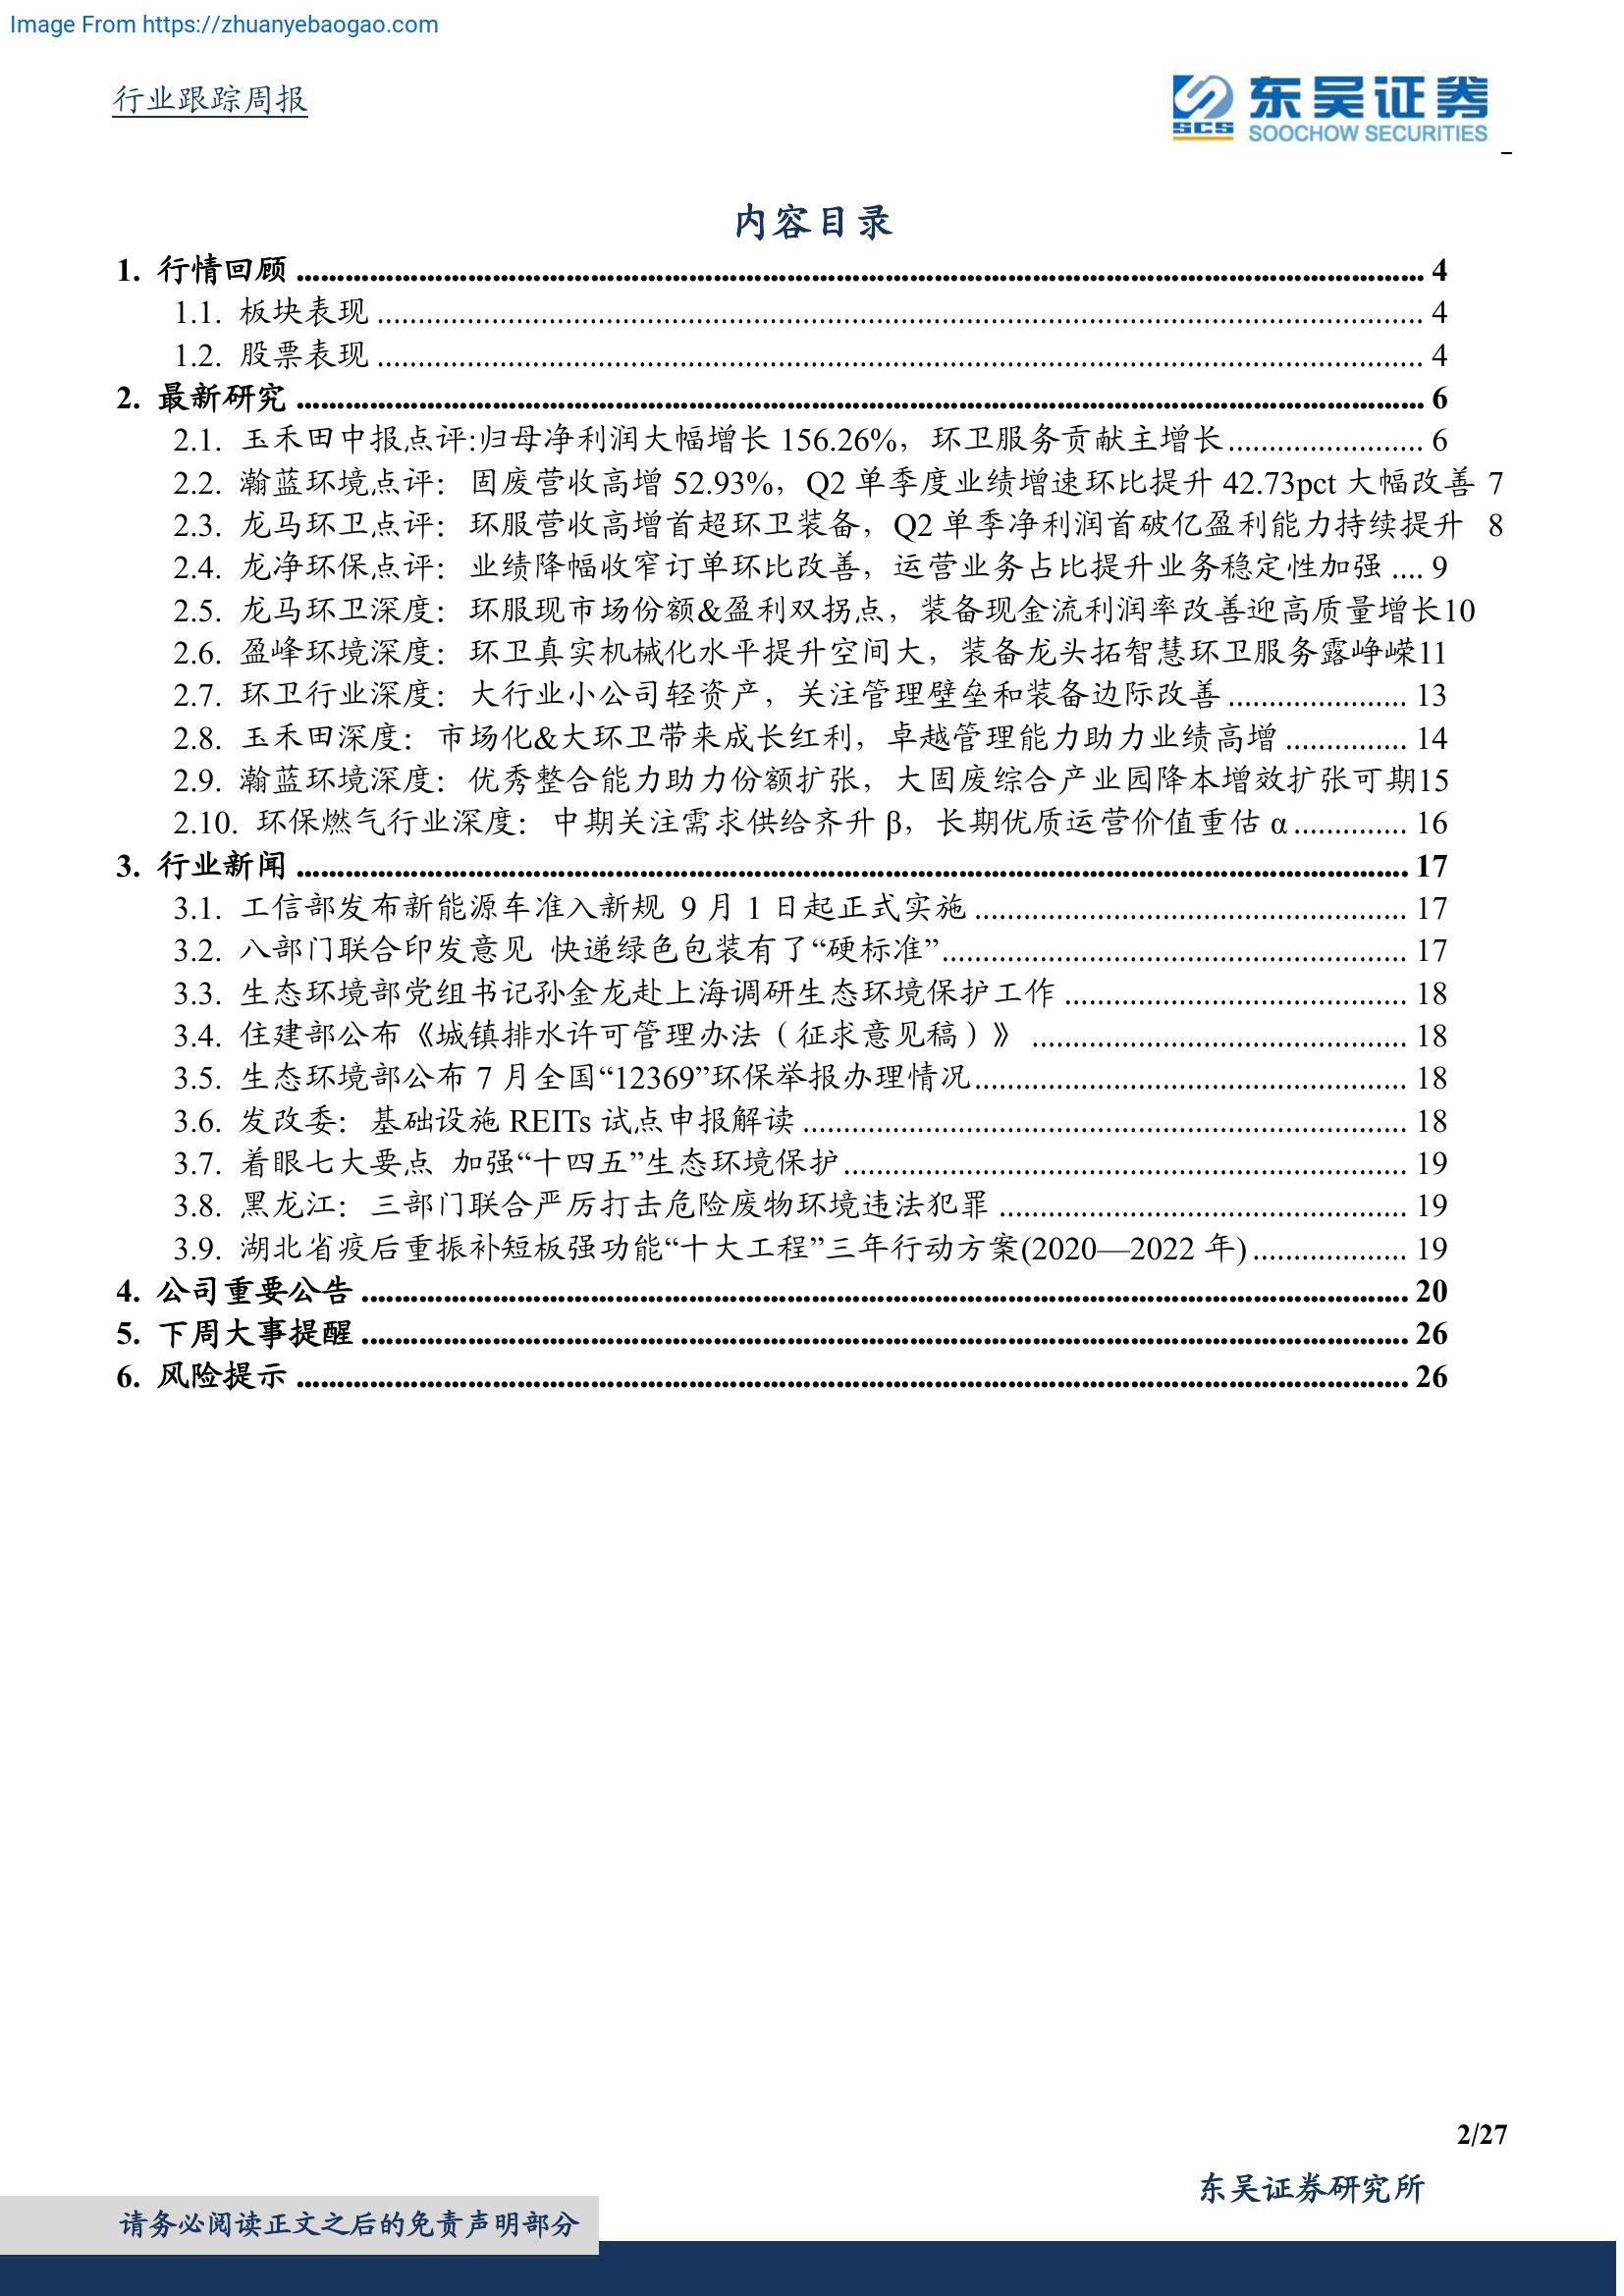 Image From https://zhuanyebaogao.com
行业跟踪周报
SCS 东吴证券
SOOCHOW SECURITIES
内容目录
1. 行情回顾 4
1.1. 板块表现 4
1.2. 股票表现 4
2. 最新研究 6
2.1. 玉禾田中报点评:归母净利润大幅增长 156.26%，环卫服务贡献主增长 6
2.2. 瀚蓝环境点评：固废营收高增 52.93%，Q2 单季度业绩增速环比提升 42.73pct 大幅改善 7
2.3. 龙马环卫点评：环服营收高增首超环卫装备，Q2 单季净利润首破亿盈利能力持续提升 8
2.4. 龙净环保点评：业绩降幅收窄订单环比改善，运营业务占比提升业务稳定性加强 .... 9
2.5. 龙马环卫深度：环服现市场份额&盈利双拐点，装备现金流利润率改善迎高质量增长10
2.6. 盈峰环境深度：环卫真实机械化水平提升空间大，装备龙头拓智慧环卫服务露峥嵘11
2.7. 环卫行业深度：大行业小公司轻资产，关注管理壁垒和装备边际改善 13
2.8. 玉禾田深度：市场化&大环卫带来成长红利，卓越管理能力助力业绩高增 14
2.9. 瀚蓝环境深度：优秀整合能力助力份额扩张，大固废综合产业园降本增效扩张可期15
2.10. 环保燃气行业深度：中期关注需求供给齐升 β，长期优质运营价值重估 α 16
3. 行业新闻 17
3.1. 工信部发布新能源车准入新规 9 月 1 日起正式实施 17
3.2. 八部门联合印发意见 快递绿色包装有了“硬标准” 17
3.3. 生态环境部党组书记孙金龙赴上海调研生态环境保护工作 18
3.4. 住建部公布《城镇排水许可管理办法（征求意见稿）》 18
3.5. 生态环境部公布 7 月全国“12369”环保举报办理情况 18
3.6. 发改委：基础设施 REITs 试点申报解读 18
3.7. 着眼七大要点 加强“十四五”生态环境保护 19
3.8. 黑龙江：三部门联合严厉打击危险废物环境违法犯罪 19
3.9. 湖北省疫后重振补短板强功能“十大工程”三年行动方案(2020—2022 年) 19
4. 公司重要公告 20
5. 下周大事提醒 26
6. 风险提示 26
2/27
东吴证券研究所
请务必阅读正文之后的免责声明部分